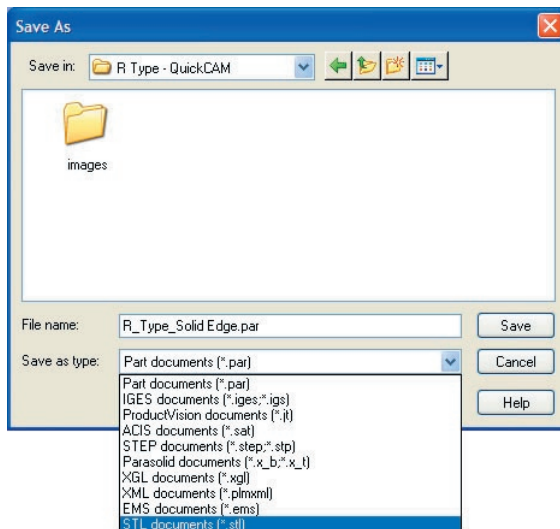 Save As
Save in: R Type - QuickCAM
images
File name: R_Type_Solid Edge.par Save
Save as type: Part documents (*.par) Cancel
Help
Part documents (*.par)
IGES documents (*.iges;*.igs)
ProductVision documents (*.jt)
ACIS documents (*.sat)
STEP documents (*.step;*.stp)
Parasolid documents (*.x_b;*.x_t)
XGL documents (*.xgl)
XML documents (*.plmxml)
EMS documents (*.ems)
STL documents (*.stl)